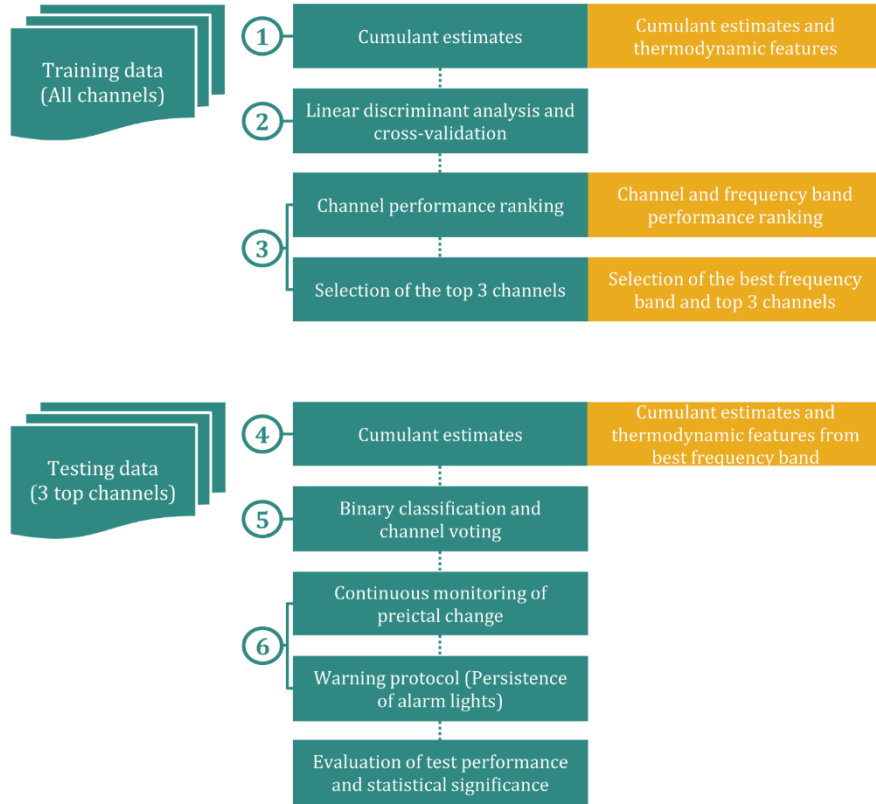 Training data
(All channels)
1
Cumulant estimates
Cumulant estimates and
thermodynamic features
2
Linear discriminant analysis and
cross-validation
3
Channel performance ranking
Channel and frequency band
performance ranking
Selection of the top 3 channels
Selection of the best frequency
band and top 3 channels
Testing data
(3 top channels)
4
Cumulant estimates
Cumulant estimates and
thermodynamic features from
best frequency band
5
Binary classification and
channel voting
6
Continuous monitoring of
preictal change
Warning protocol (Persistence
of alarm lights)
Evaluation of test performance
and statistical significance